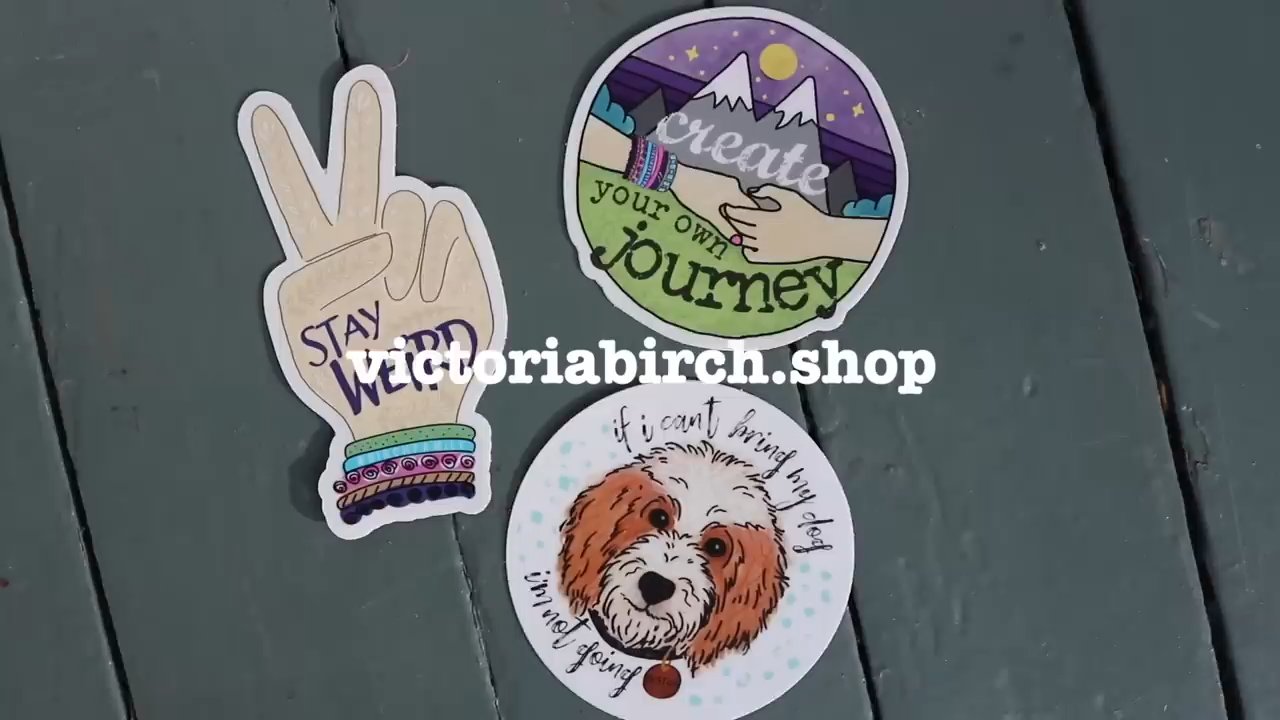 create
your own
journey
STAY
WEIRD
victoriabirch.shop
if i can't bring my dog
i'm not going